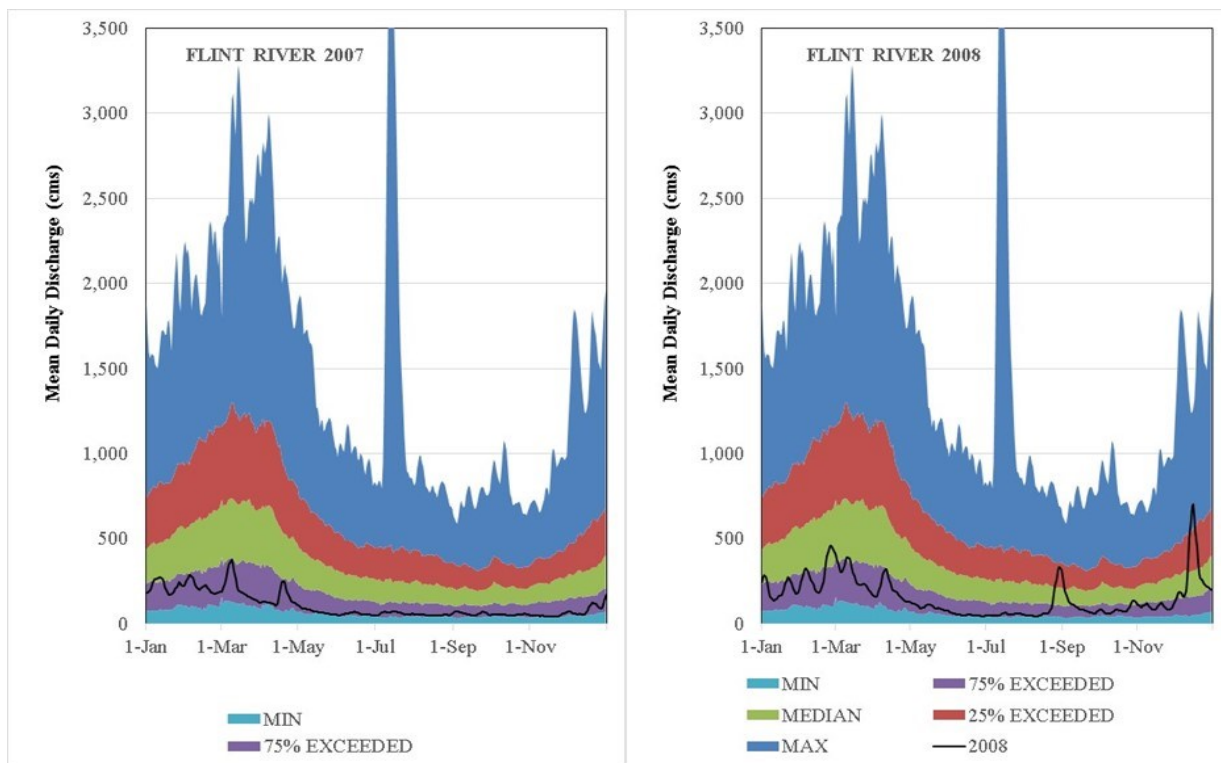 FLINT RIVER 2007
Mean Daily Discharge (cms)
3,500
3,000
2,500
2,000
1,500
1,000
500
0
1-Jan 1-Mar 1-May 1-Jul 1-Sep 1-Nov
MIN
75% EXCEEDED
FLINT RIVER 2008
Mean Daily Discharge (cms)
3,500
3,000
2,500
2,000
1,500
1,000
500
0
1-Jan 1-Mar 1-May 1-Jul 1-Sep 1-Nov
MIN 75% EXCEEDED
MEDIAN 25% EXCEEDED
MAX 2008